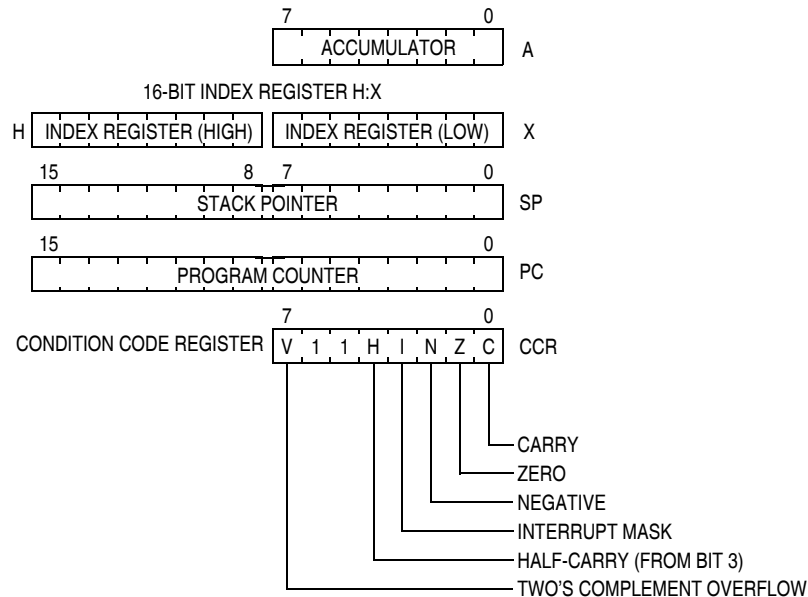 7 0
ACCUMULATOR A
16-BIT INDEX REGISTER H:X
H INDEX REGISTER (HIGH) INDEX REGISTER (LOW) X
15 8 7 0
STACK POINTER SP
15 0
PROGRAM COUNTER PC
7 0
CONDITION CODE REGISTER V 1 1 H I N Z C CCR
CARRY
ZERO
NEGATIVE
INTERRUPT MASK
HALF-CARRY (FROM BIT 3)
TWO'S COMPLEMENT OVERFLOW